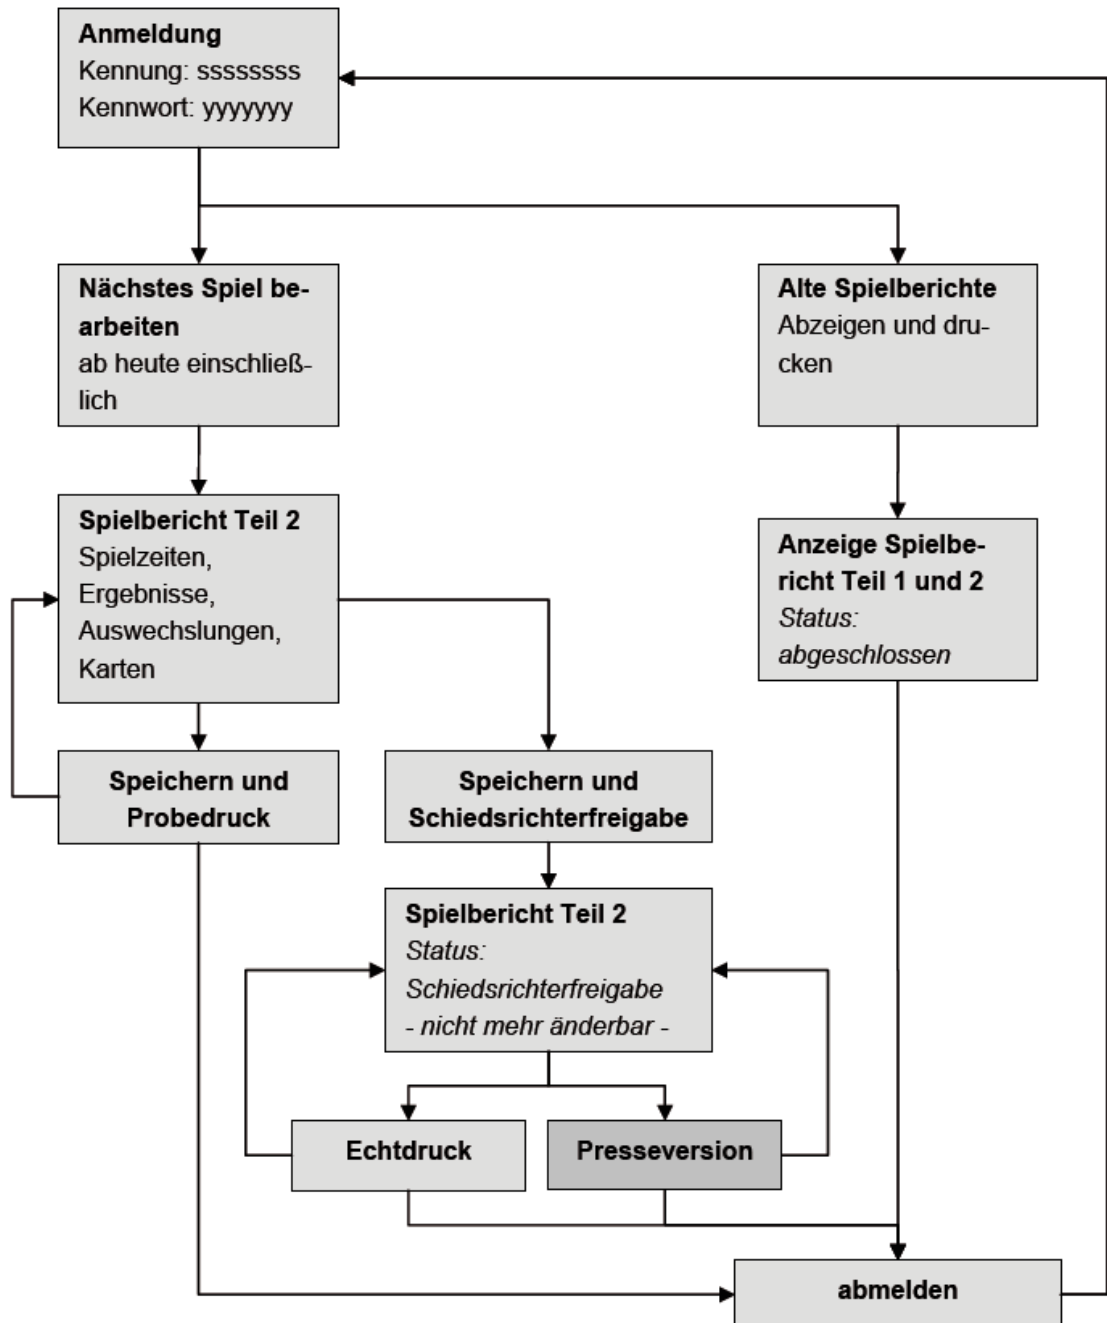 Anmeldung
Kennung: ssssssss
Kennwort: yyyyyyy
Nächstes Spiel be-
arbeiten
ab heute einschließ-
lich
Alte Spielberichte
Abzeigen und dru-
cken
Spielbericht Teil 2
Spielzeiten,
Ergebnisse,
Auswechslungen,
Karten
Anzeige Spielbe-
richt Teil 1 und 2
Status:
abgeschlossen
Speichern und
Probedruck
Speichern und
Schiedsrichterfreigabe
Spielbericht Teil 2
Status:
Schiedsrichterfreigabe
- nicht mehr änderbar -
Echtdruck
Presseversion
abmelden